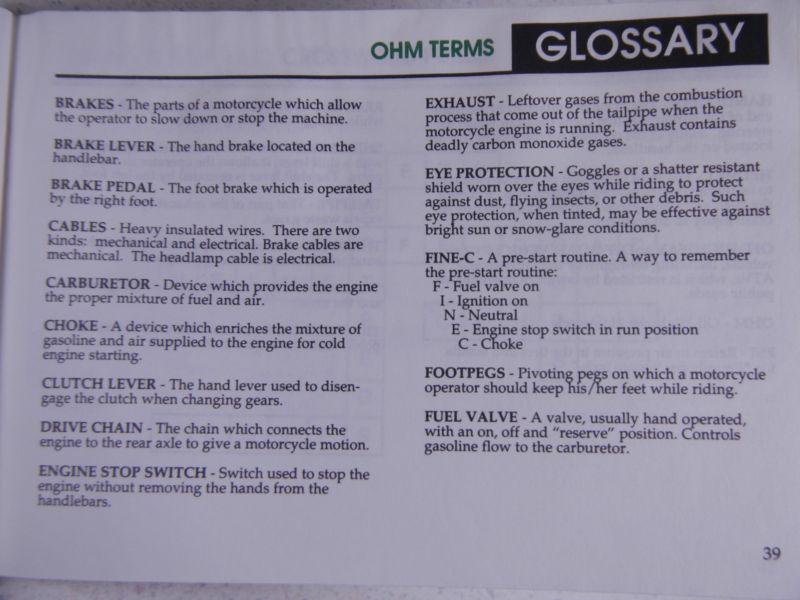 OHM TERMS GLOSSARY
BRAKES - The parts of a motorcycle which allow
the operator to slow down or stop the machine.
BRAKE LEVER - The hand brake located on the
handlebar.
BRAKE PEDAL - The foot brake which is operated
by the right foot.
CABLES - Heavy insulated wires. There are two
kinds: mechanical and electrical. Brake cables are
mechanical. The headlamp cable is electrical.
CARBURETOR - Device which provides the engine
the proper mixture of fuel and air.
CHOKE - A device which enriches the mixture of
gasoline and air supplied to the engine for cold
engine starting.
CLUTCH LEVER - The hand lever used to disen-
gage the clutch when changing gears.
DRIVE CHAIN - The chain which connects the
engine to the rear axle to give a motorcycle motion.
ENGINE STOP SWITCH - Switch used to stop the
engine without removing the hands from the
handlebars.
EXHAUST - Leftover gases from the combustion
process that come out of the tailpipe when the
motorcycle engine is running. Exhaust contains
deadly carbon monoxide gases.
EYE PROTECTION - Goggles or a shatter resistant
shield worn over the eyes while riding to protect
against dust, flying insects, or other debris. Such
eye protection, when tinted, may be effective against
bright sun or snow-glare conditions.
FINE-C - A pre-start routine. A way to remember
the pre-start routine:
F - Fuel valve on
I - Ignition on
N - Neutral
E - Engine stop switch in run position
C - Choke
FOOTPEGS - Pivoting pegs on which a motorcycle
operator should keep his/her feet while riding.
FUEL VALVE - A valve, usually hand operated,
with an on, off and "reserve" position. Controls
gasoline flow to the carburetor.
39